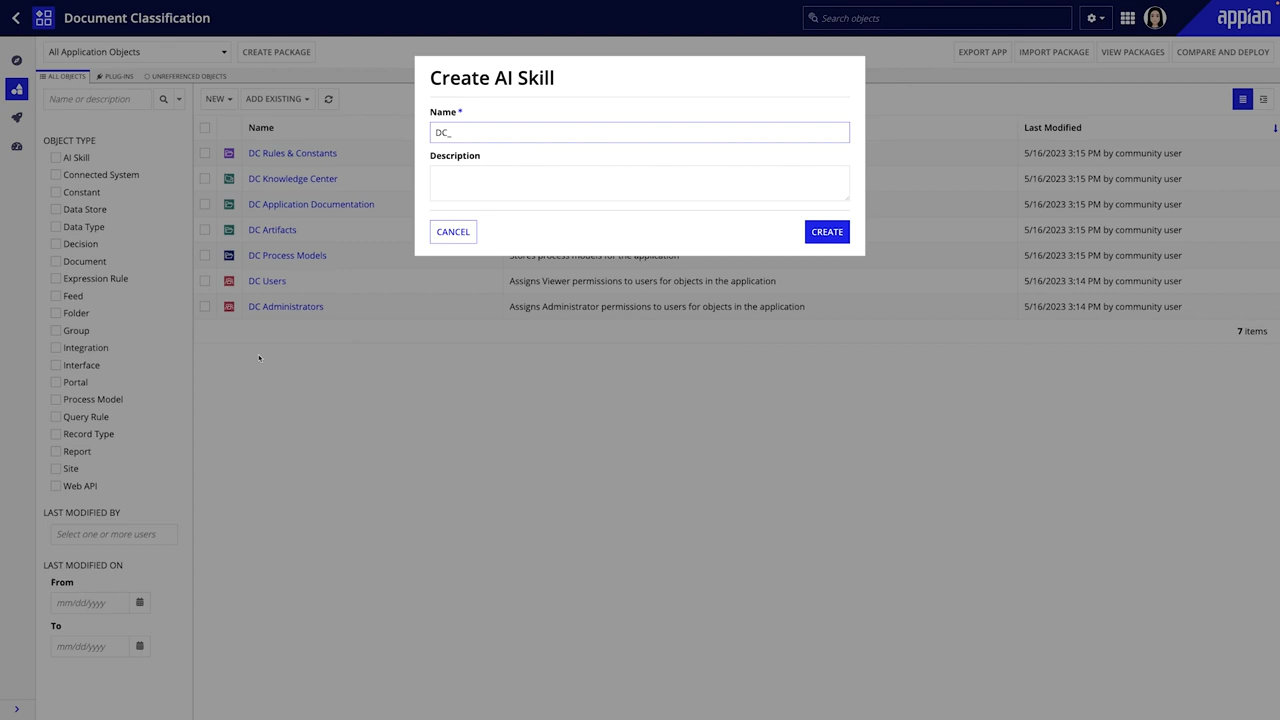 Document Classification
Search objects
appian
All Application Objects
CREATE PACKAGE
EXPORT APP
IMPORT PACKAGE
VIEW PACKAGES
COMPARE AND DEPLOY
ALL OBJECTS
PLUG-INS
UNREFERENCED OBJECTS
Name or description
NEW
ADD EXISTING
OBJECT TYPE
AI Skill
Connected System
Constant
Data Store
Data Type
Decision
Document
Expression Rule
Feed
Folder
Group
Integration
Interface
Portal
Process Model
Query Rule
Record Type
Report
Site
Web API
LAST MODIFIED BY
Select one or more users
LAST MODIFIED ON
From
mm/dd/yyyy
To
mm/dd/yyyy
Create AI Skill
Name *
DC_
Description
CANCEL
CREATE
Name
Last Modified
DC Rules & Constants
5/16/2023 3:15 PM by community user
DC Knowledge Center
5/16/2023 3:15 PM by community user
DC Application Documentation
5/16/2023 3:15 PM by community user
DC Artifacts
5/16/2023 3:15 PM by community user
DC Process Models
Stores process models for the application
5/16/2023 3:15 PM by community user
DC Users
Assigns Viewer permissions to users for objects in the application
5/16/2023 3:14 PM by community user
DC Administrators
Assigns Administrator permissions to users for objects in the application
5/16/2023 3:14 PM by community user
7 items